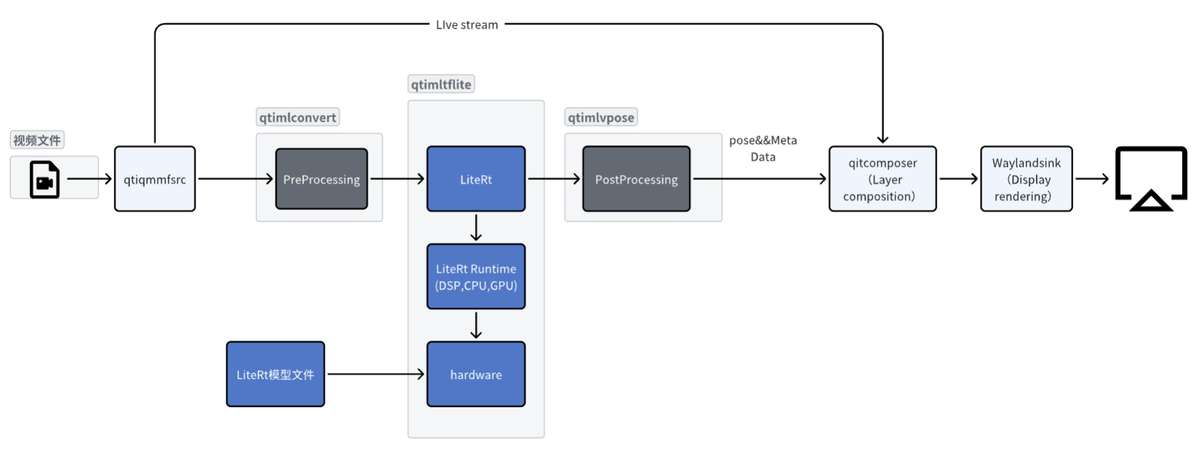 LIve stream
qtimltflite
qtimlconvert
qtimlvpose
视频文件
pose&&Meta
Data
qtiqmmfsrc
PreProcessing
LiteRt
PostProcessing
qitcomposer
（Layer
composition）
Waylandsink
（Display
rendering）
LiteRt Runtime
(DSP,CPU,GPU)
LiteRt模型文件
hardware